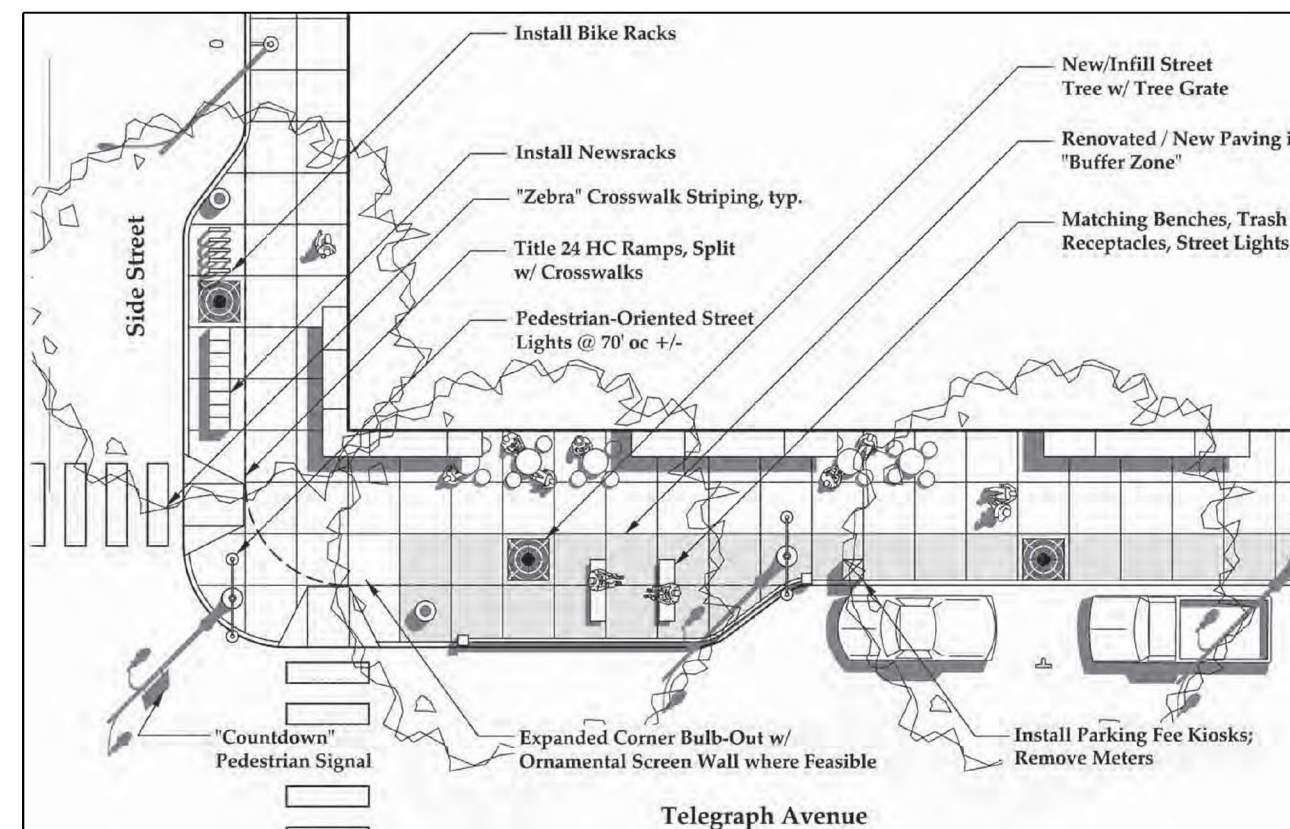 Install Bike Racks
New/Infill Street
Tree w/ Tree Grate
Install Newsracks
Renovated / New Paving i
"Buffer Zone"
"Zebra" Crosswalk Striping, typ.
Matching Benches, Trash
Receptacles, Street Lights
Title 24 HC Ramps, Split
w/ Crosswalks
Side Street
Pedestrian-Oriented Street
Lights @ 70' oc +/-
"Countdown"
Pedestrian Signal
Expanded Corner Bulb-Out w/
Ornamental Screen Wall where Feasible
Install Parking Fee Kiosks;
Remove Meters
Telegraph Avenue